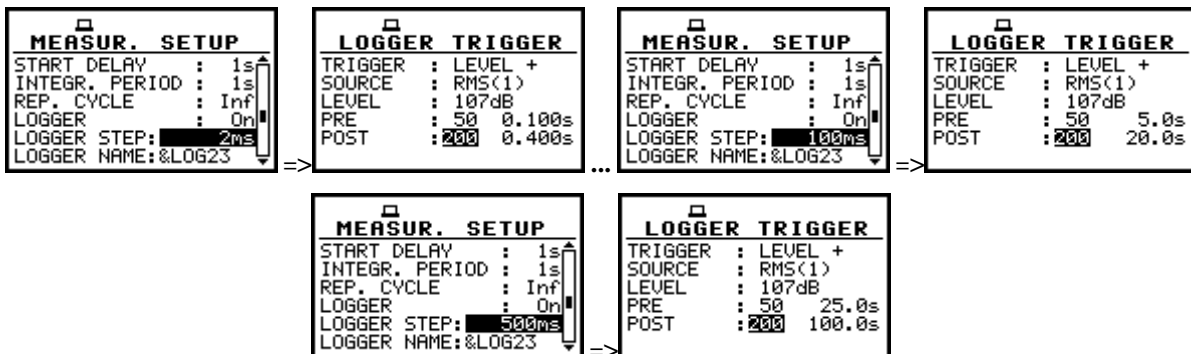 MEASUR. SETUP
START DELAY : 1s
INTEGR. PERIOD : 1s
REP. CYCLE : Inf
LOGGER : On
LOGGER STEP: 2ms
LOGGER NAME:&LOG23
=>
LOGGER TRIGGER
TRIGGER : LEVEL +
SOURCE : RMS(1)
LEVEL : 107dB
PRE : 50 0.100s
POST :200 0.400s
...
MEASUR. SETUP
START DELAY : 1s
INTEGR. PERIOD : 1s
REP. CYCLE : Inf
LOGGER : On
LOGGER STEP: 100ms
LOGGER NAME:&LOG23
=>
LOGGER TRIGGER
TRIGGER : LEVEL +
SOURCE : RMS(1)
LEVEL : 107dB
PRE : 50 5.0s
POST :200 20.0s
MEASUR. SETUP
START DELAY : 1s
INTEGR. PERIOD : 1s
REP. CYCLE : Inf
LOGGER : On
LOGGER STEP: 500ms
LOGGER NAME:&LOG23
=>
LOGGER TRIGGER
TRIGGER : LEVEL +
SOURCE : RMS(1)
LEVEL : 107dB
PRE : 50 25.0s
POST :200 100.0s